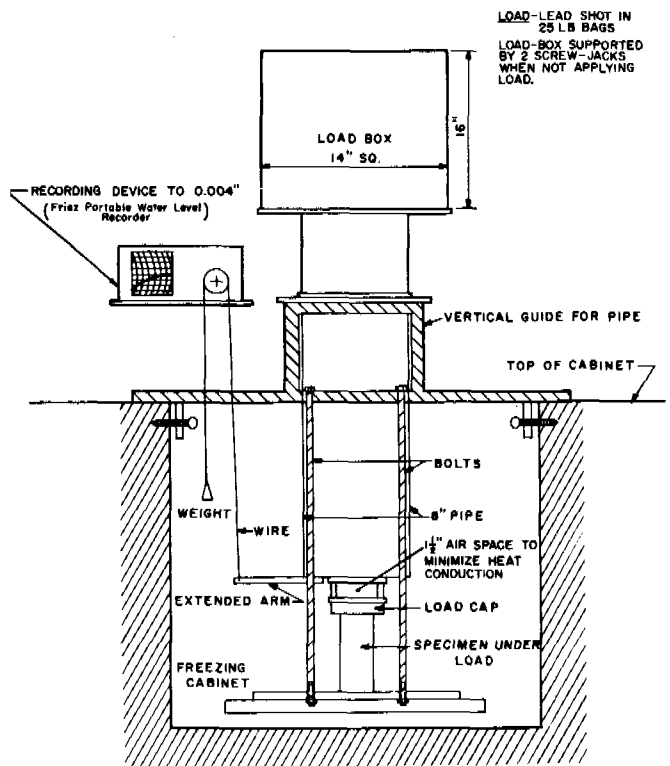 LOAD-LEAD SHOT IN
25 LB BAGS
LOAD-BOX SUPPORTED
BY 2 SCREW-JACKS
WHEN NOT APPLYING
LOAD.
LOAD BOX
14" SQ.
16"
RECORDING DEVICE TO 0.004"
(Friez Portable Water Level)
Recorder
VERTICAL GUIDE FOR PIPE
TOP OF CABINET
BOLTS
WEIGHT
WIRE
8" PIPE
1½" AIR SPACE TO
MINIMIZE HEAT
CONDUCTION
EXTENDED ARM
LOAD CAP
SPECIMEN UNDER
LOAD
FREEZING
CABINET